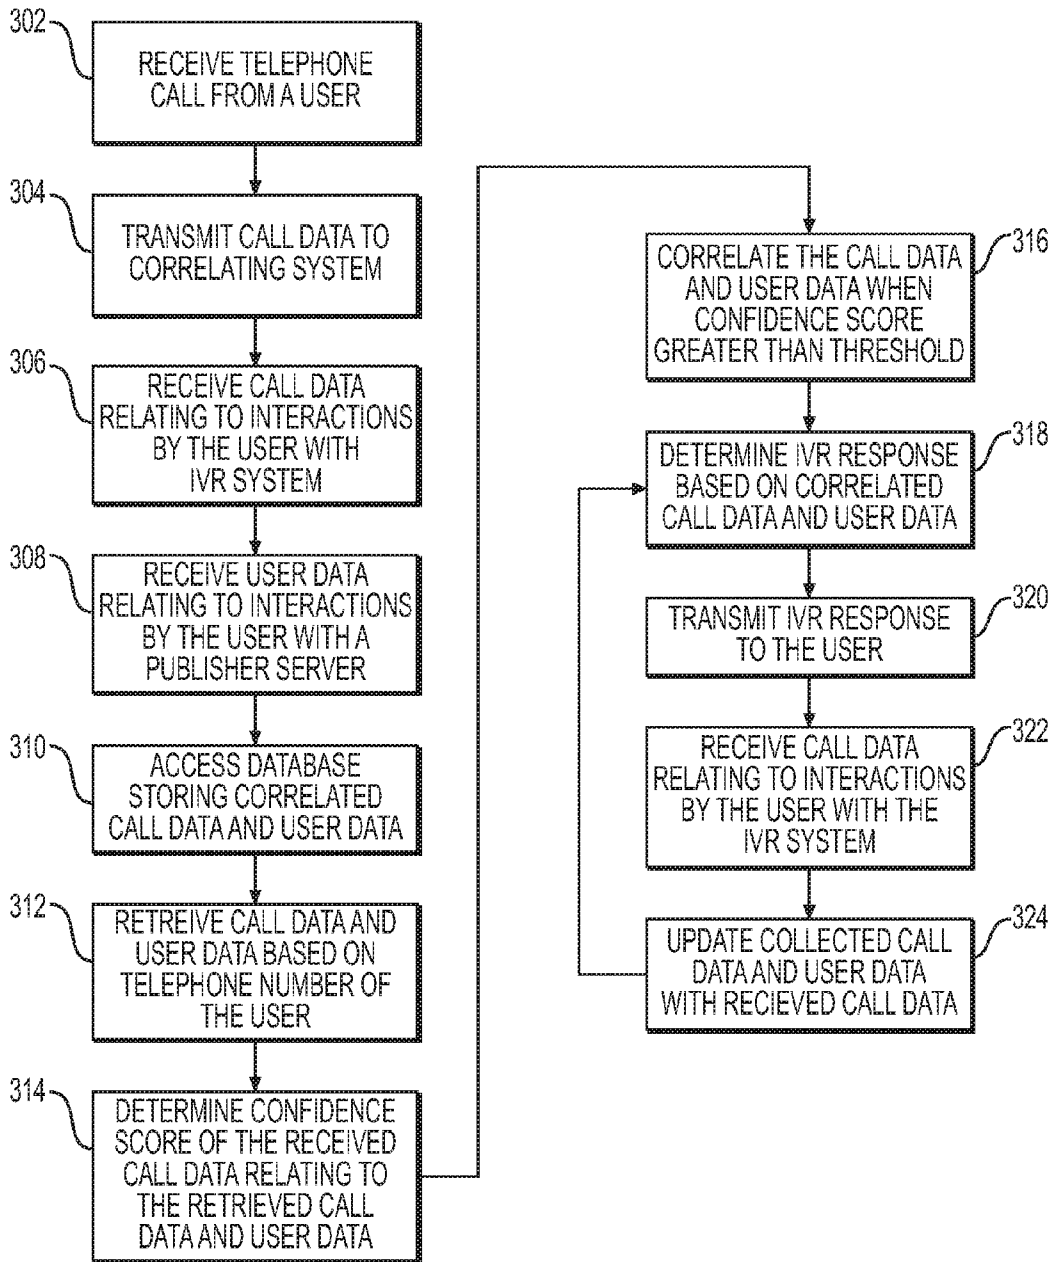 302
RECEIVE TELEPHONE
CALL FROM A USER
304
TRANSMIT CALL DATA TO
CORRELATING SYSTEM
306
RECEIVE CALL DATA
RELATING TO INTERACTIONS
BY THE USER WITH
IVR SYSTEM
308
RECEIVE USER DATA
RELATING TO INTERACTIONS
BY THE USER WITH A
PUBLISHER SERVER
310
ACCESS DATABASE
STORING CORRELATED
CALL DATA AND USER DATA
312
RETREIVE CALL DATA AND
USER DATA BASED ON
TELEPHONE NUMBER OF
THE USER
314
DETERMINE CONFIDENCE
SCORE OF THE RECEIVED
CALL DATA RELATING TO
THE RETRIEVED CALL
DATA AND USER DATA
316
CORRELATE THE CALL DATA
AND USER DATA WHEN
CONFIDENCE SCORE
GREATER THAN THRESHOLD
318
DETERMINE IVR RESPONSE
BASED ON CORRELATED
CALL DATA AND USER DATA
320
TRANSMIT IVR RESPONSE
TO THE USER
322
RECEIVE CALL DATA
RELATING TO INTERACTIONS
BY THE USER WITH THE
IVR SYSTEM
324
UPDATE COLLECTED CALL
DATA AND USER DATA
WITH RECIEVED CALL DATA